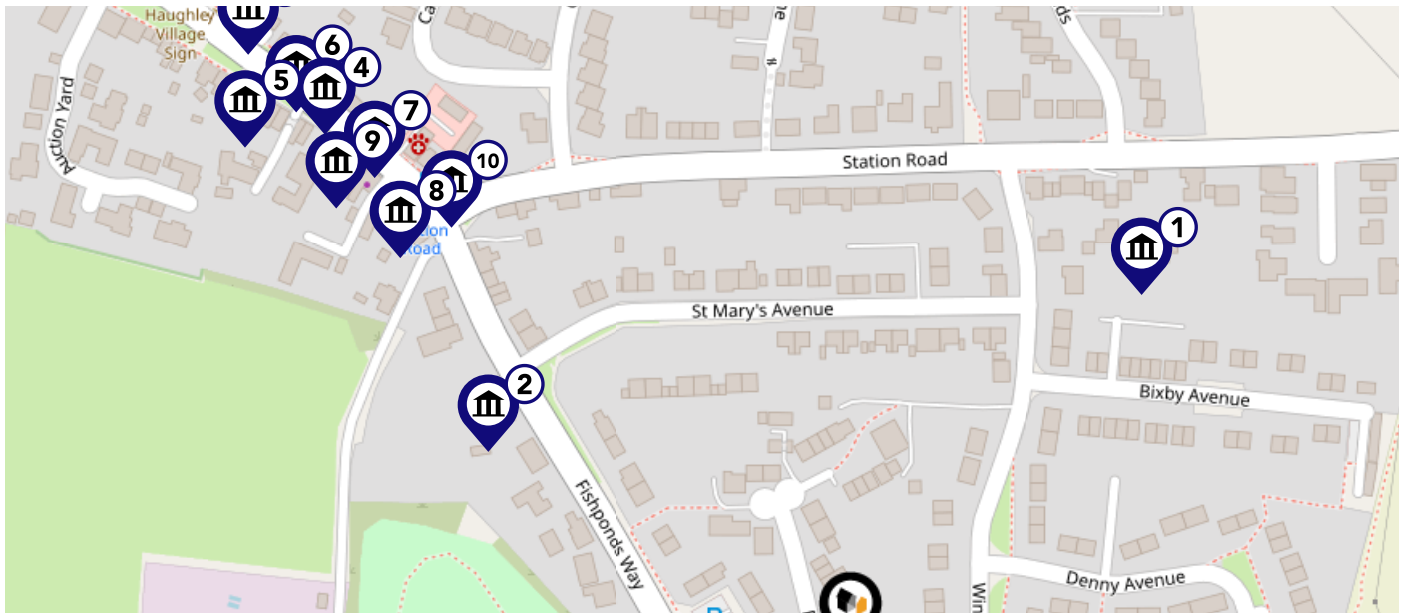 Haughley
Village
Sign
6
5
4
7
9
10
8
Auction Yard
Station Road
1
St Mary's Avenue
2
Bixby Avenue
Fishponds Way
Denny Avenue